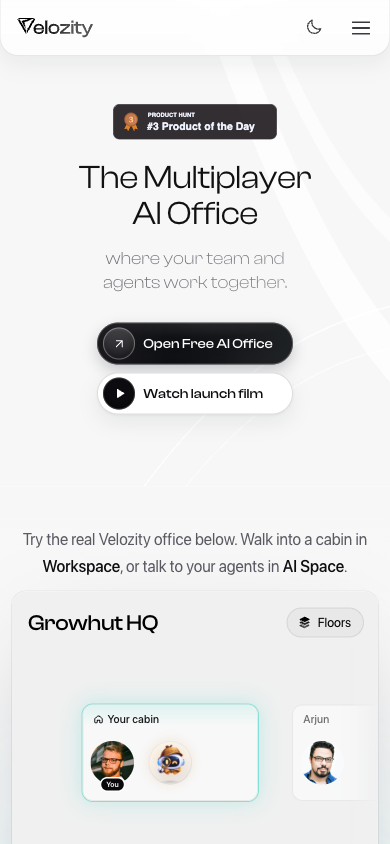 Velozity
PRODUCT HUNT
3
#3 Product of the Day
The Multiplayer
AI Office
where your team and
agents work together.
Open Free AI Office
Watch launch film
Try the real Velozity office below. Walk into a cabin in
Workspace, or talk to your agents in AI Space.
Growhut HQ
Floors
Your cabin
Arjun
You